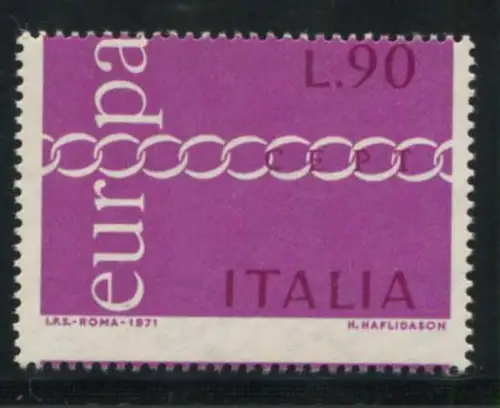 europa
L.90
CEPT
ITALIA
I.P.S.-ROMA-1971
H. HAFLIDASON